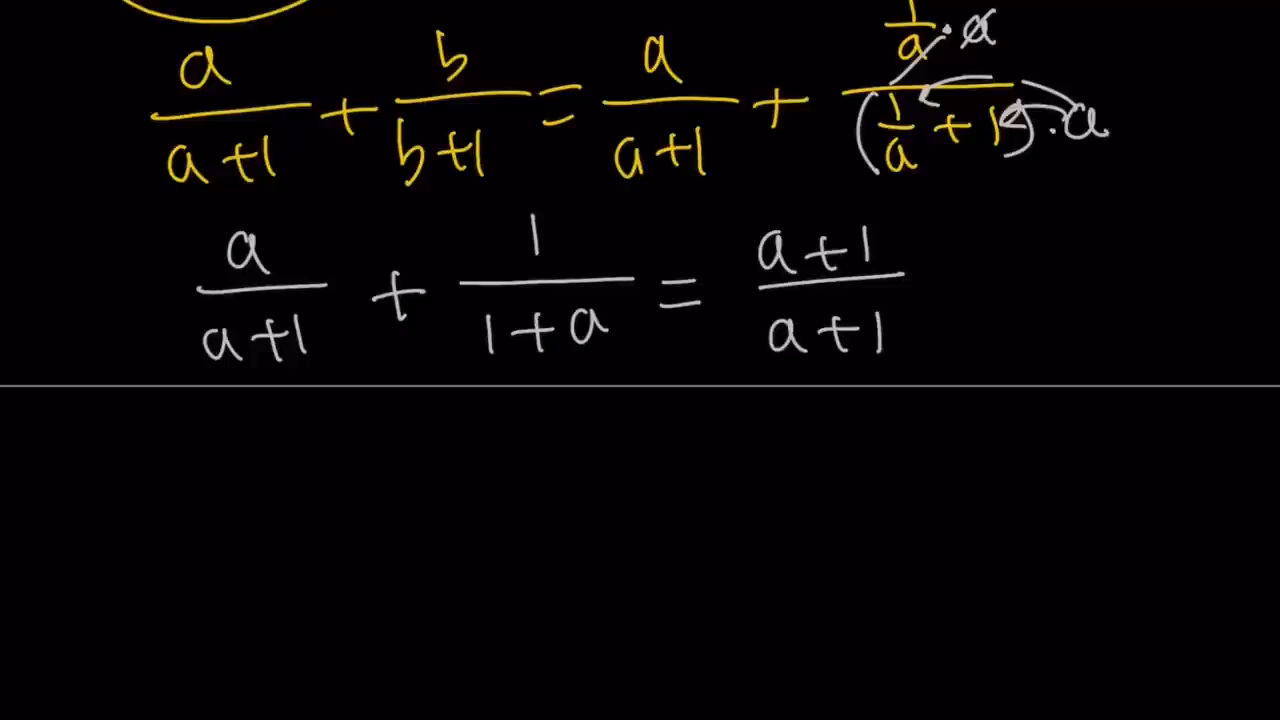 a/(a+1) + b/(b+1) = a/(a+1) + (1/a · a)/((1/a + 1) · a)
a/(a+1) + 1/(1+a) = (a+1)/(a+1)